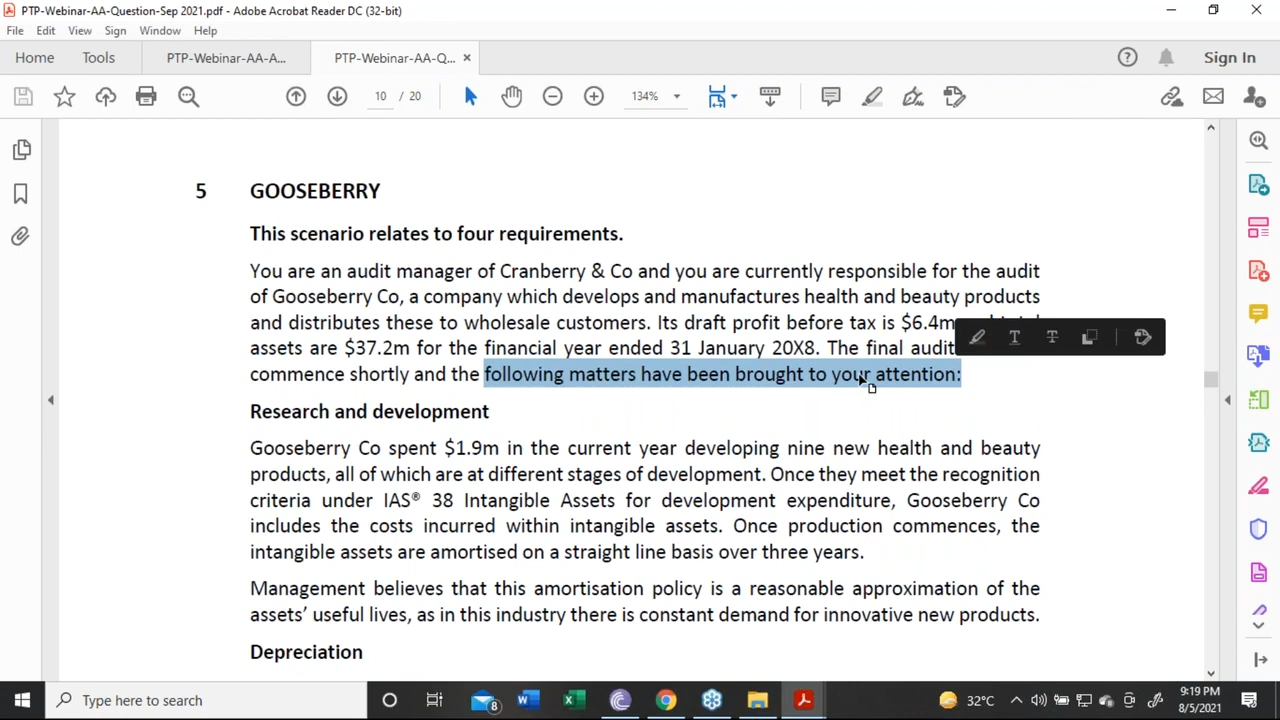 PTP-Webinar-AA-Question-Sep 2021.pdf - Adobe Acrobat Reader DC (32-bit)
File Edit View Sign Window Help
Home Tools PTP-Webinar-AA-A... PTP-Webinar-AA-Q... × Sign In
10 / 20 134%
5 GOOSEBERRY
This scenario relates to four requirements.
You are an audit manager of Cranberry & Co and you are currently responsible for the audit
of Gooseberry Co, a company which develops and manufactures health and beauty products
and distributes these to wholesale customers. Its draft profit before tax is $6.4m
assets are $37.2m for the financial year ended 31 January 20X8. The final audit
commence shortly and the following matters have been brought to your attention:
Research and development
Gooseberry Co spent $1.9m in the current year developing nine new health and beauty
products, all of which are at different stages of development. Once they meet the recognition
criteria under IAS® 38 Intangible Assets for development expenditure, Gooseberry Co
includes the costs incurred within intangible assets. Once production commences, the
intangible assets are amortised on a straight line basis over three years.
Management believes that this amortisation policy is a reasonable approximation of the
assets’ useful lives, as in this industry there is constant demand for innovative new products.
Depreciation
Type here to search
8
32°C
9:19 PM
8/5/2021